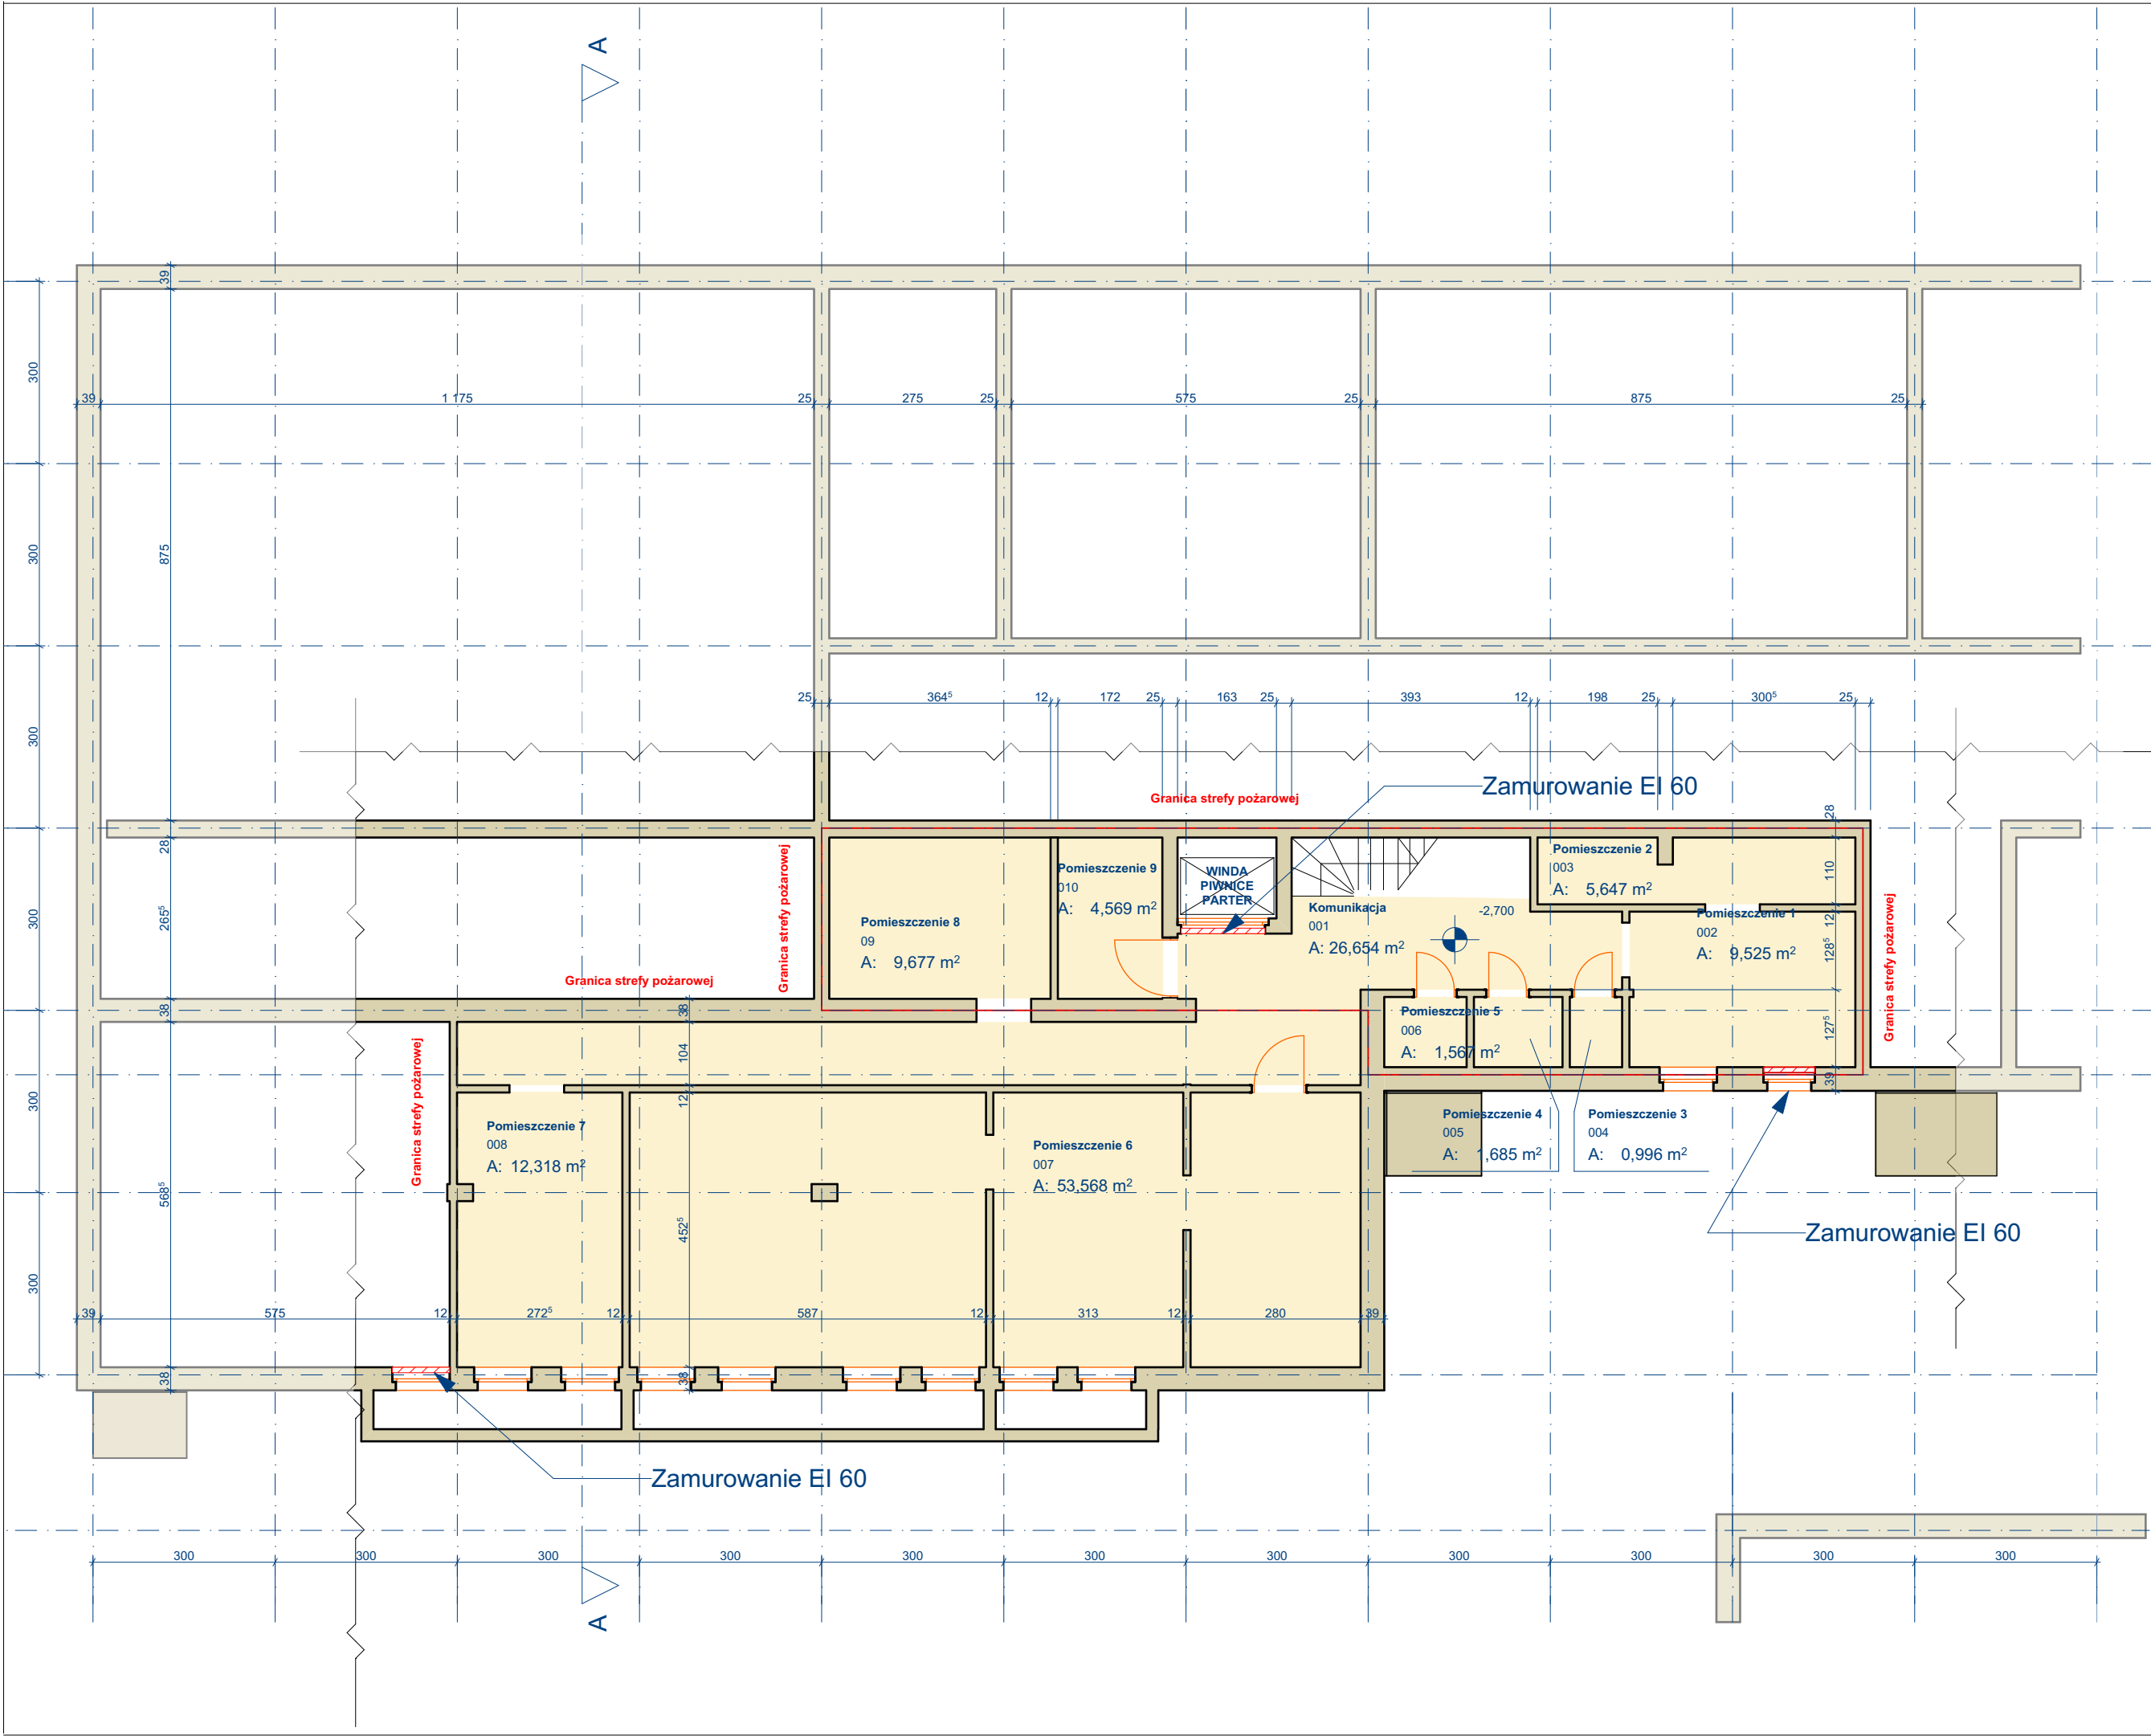 A
39
300
300
300
300
300
300
39
875
28
265⁵
38
568⁵
38
39
1 175
25
275
25
575
25
875
25
25
364⁵
12
172
25
163
25
393
12
198
25
300⁵
25
Zamurowanie EI 60
Granica strefy pożarowej
Granica strefy pożarowej
Granica strefy pożarowej
Granica strefy pożarowej
Granica strefy pożarowej
28
110
12
128⁵
127⁵
39
Pomieszczenie 9
010
A: 4,569 m²
WINDA
PIWNICE
PARTER
Pomieszczenie 2
003
A: 5,647 m²
Pomieszczenie 8
09
A: 9,677 m²
Komunikacja
001
A: 26,654 m²
-2,700
Pomieszczenie 1
002
A: 9,525 m²
Pomieszczenie 5
006
A: 1,567 m²
38
104
12
452⁵
38
Pomieszczenie 7
008
A: 12,318 m²
Pomieszczenie 6
007
A: 53,568 m²
Pomieszczenie 4
005
A: 1,685 m²
Pomieszczenie 3
004
A: 0,996 m²
Zamurowanie EI 60
39
575
12
272⁵
12
587
12
313
12
280
39
Zamurowanie EI 60
300
300
300
300
300
300
300
300
300
300
300
A